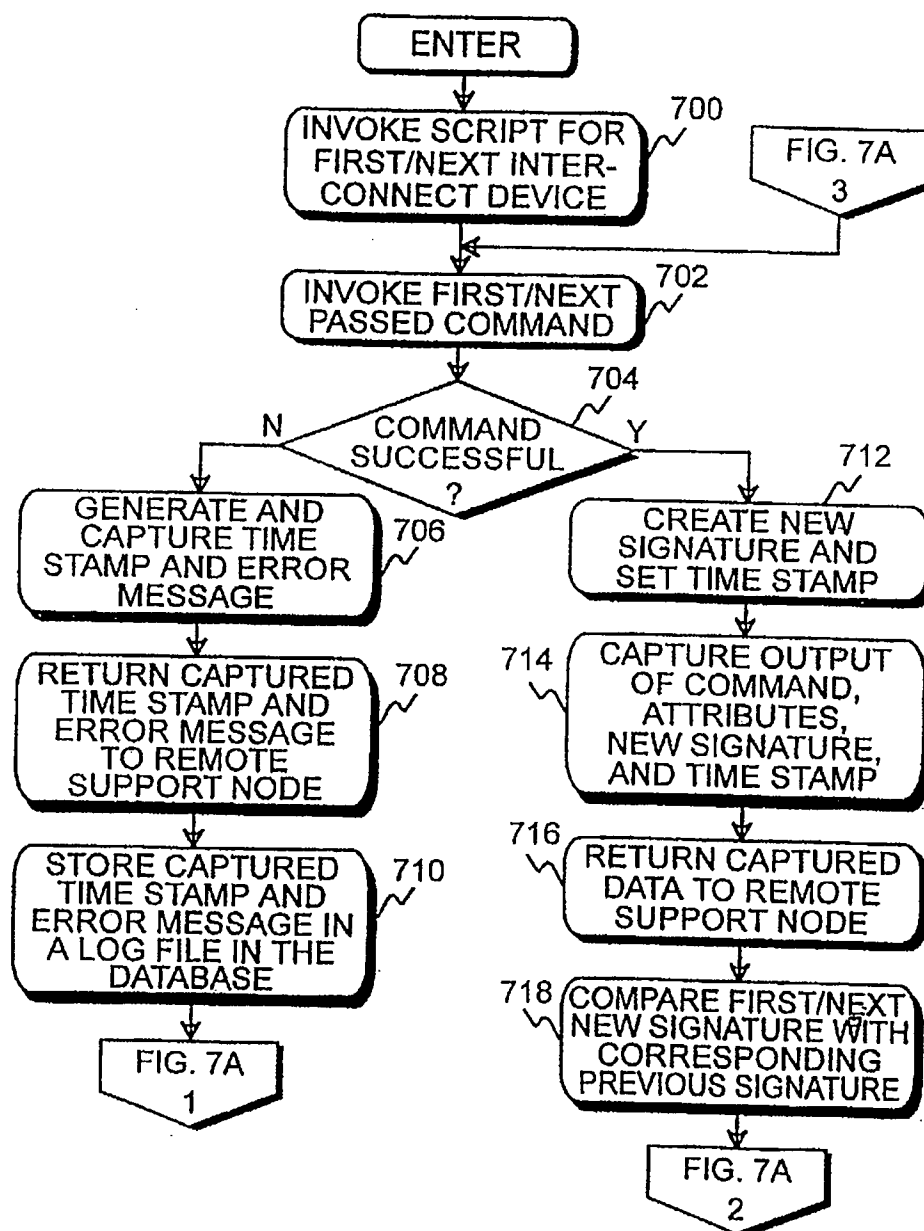 ENTER
700
INVOKE SCRIPT FOR
FIRST/NEXT INTER-
CONNECT DEVICE
FIG. 7A
3
702
INVOKE FIRST/NEXT
PASSED COMMAND
704
N
COMMAND
SUCCESSFUL
?
Y
GENERATE AND
CAPTURE TIME
STAMP AND ERROR
MESSAGE
706
RETURN CAPTURED
TIME STAMP AND
ERROR MESSAGE
TO REMOTE
SUPPORT NODE
708
STORE CAPTURED
TIME STAMP AND
ERROR MESSAGE IN
A LOG FILE IN THE
DATABASE
710
FIG. 7A
1
712
CREATE NEW
SIGNATURE AND
SET TIME STAMP
714
CAPTURE OUTPUT
OF COMMAND,
ATTRIBUTES,
NEW SIGNATURE,
AND TIME STAMP
716
RETURN CAPTURED
DATA TO REMOTE
SUPPORT NODE
718
COMPARE FIRST/NEXT
NEW SIGNATURE WITH
CORRESPONDING
PREVIOUS SIGNATURE
FIG. 7A
2